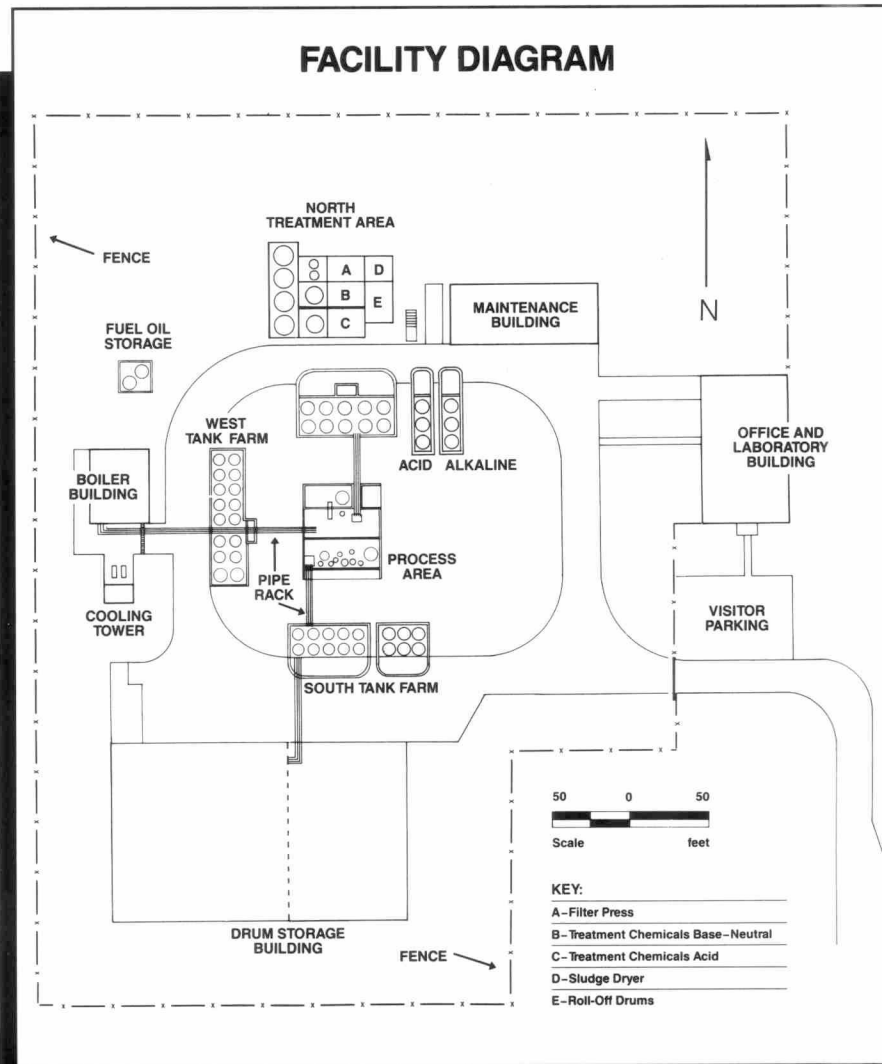 FACILITY DIAGRAM
NORTH
TREATMENT AREA
FENCE
A
D
B
E
C
MAINTENANCE
BUILDING
N
FUEL OIL
STORAGE
WEST
TANK FARM
ACID
ALKALINE
OFFICE AND
LABORATORY
BUILDING
BOILER
BUILDING
PROCESS
AREA
PIPE
RACK
COOLING
TOWER
VISITOR
PARKING
SOUTH TANK FARM
50 0 50
Scale feet
KEY:
A–Filter Press
B–Treatment Chemicals Base–Neutral
C–Treatment Chemicals Acid
D–Sludge Dryer
E–Roll-Off Drums
DRUM STORAGE
BUILDING
FENCE